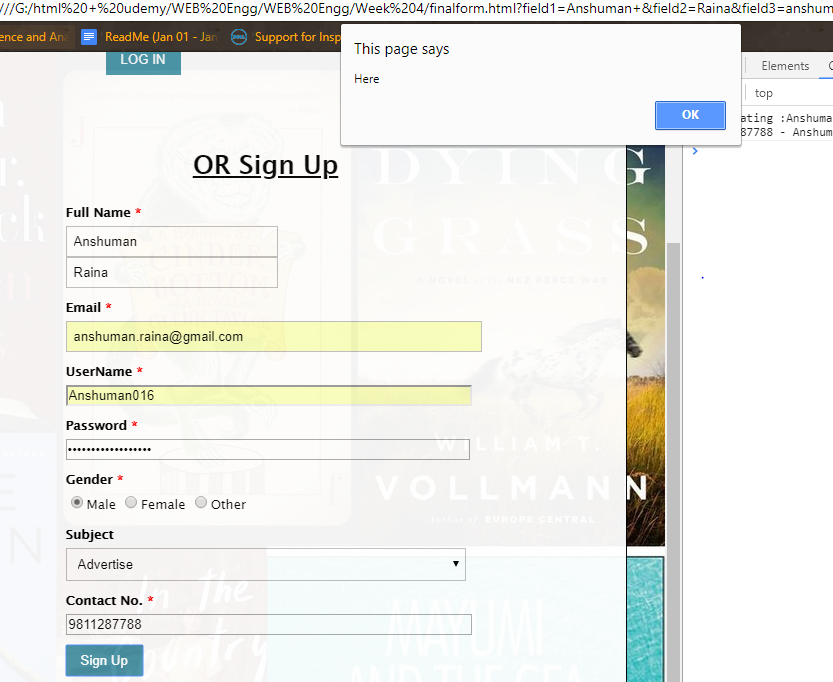 ///G:/html%20+%20udemy/WEB%20Engg/WEB%20Engg/Week%204/finalform.html?field1=Anshuman+&field2=Raina&field3=anshum
ence and Ana
ReadMe (Jan 01 - Jan
Support for Insp
This page says
Here
OK
Elements
top
ating :Anshuma
87788 - Anshum
LOG IN
OR Sign Up
Full Name *
Anshuman
Raina
Email *
anshuman.raina@gmail.com
UserName *
Anshuman016
Password *
••••••••••••••••••
Gender *
Male Female Other
Subject
Advertise
Contact No. *
9811287788
Sign Up
DYING
GRASS
A NOVEL OF THE NEZ PERCE WAR
WILLIAM T.
VOLLMANN
Author of EUROPE CENTRAL
In the
Country
MAYUMI
AND THE SEA